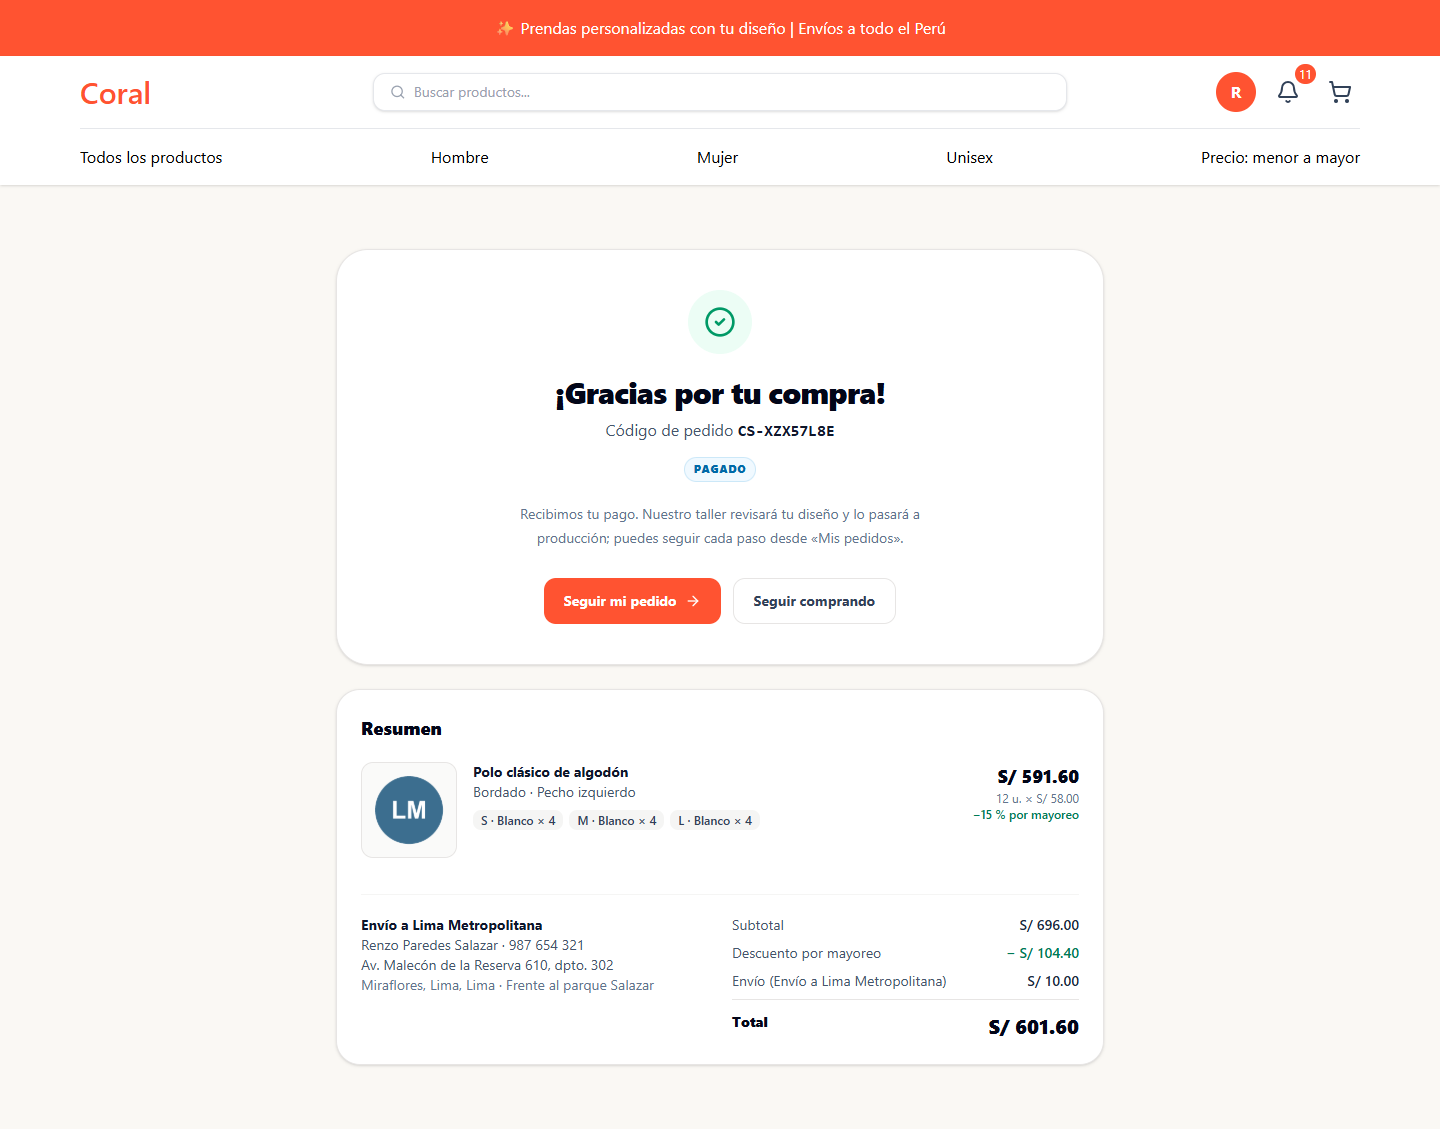 ✨ Prendas personalizadas con tu diseño | Envíos a todo el Perú
Coral
Buscar productos...
R
11
Todos los productos
Hombre
Mujer
Unisex
Precio: menor a mayor
¡Gracias por tu compra!
Código de pedido CS-XZX57L8E
PAGADO
Recibimos tu pago. Nuestro taller revisará tu diseño y lo pasará a
producción; puedes seguir cada paso desde «Mis pedidos».
Seguir mi pedido →
Seguir comprando
Resumen
LM
Polo clásico de algodón
Bordado · Pecho izquierdo
S · Blanco × 4
M · Blanco × 4
L · Blanco × 4
S/ 591.60
12 u. × S/ 58.00
−15 % por mayoreo
Envío a Lima Metropolitana
Renzo Paredes Salazar · 987 654 321
Av. Malecón de la Reserva 610, dpto. 302
Miraflores, Lima, Lima · Frente al parque Salazar
Subtotal S/ 696.00
Descuento por mayoreo − S/ 104.40
Envío (Envío a Lima Metropolitana) S/ 10.00
Total S/ 601.60